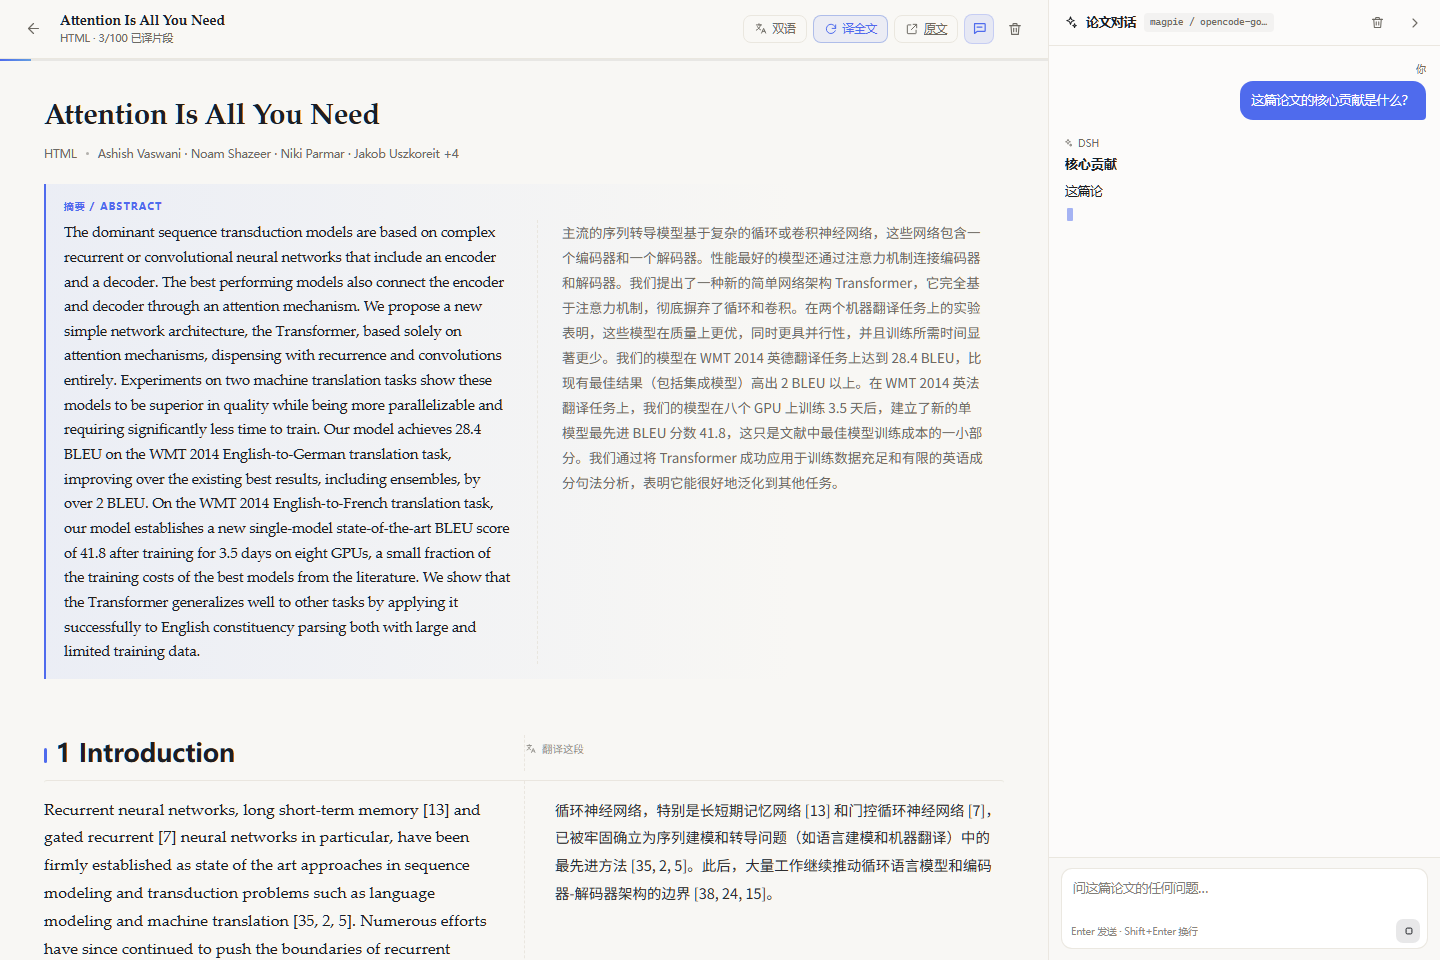 Attention Is All You Need
HTML · 3/100 已译片段
双语
译全文
原文
Attention Is All You Need
HTML • Ashish Vaswani · Noam Shazeer · Niki Parmar · Jakob Uszkoreit +4
摘要 / ABSTRACT
The dominant sequence transduction models are based on complex
recurrent or convolutional neural networks that include an encoder
and a decoder. The best performing models also connect the encoder
and decoder through an attention mechanism. We propose a new
simple network architecture, the Transformer, based solely on
attention mechanisms, dispensing with recurrence and convolutions
entirely. Experiments on two machine translation tasks show these
models to be superior in quality while being more parallelizable and
requiring significantly less time to train. Our model achieves 28.4
BLEU on the WMT 2014 English-to-German translation task,
improving over the existing best results, including ensembles, by
over 2 BLEU. On the WMT 2014 English-to-French translation task,
our model establishes a new single-model state-of-the-art BLEU score
of 41.8 after training for 3.5 days on eight GPUs, a small fraction of
the training costs of the best models from the literature. We show that
the Transformer generalizes well to other tasks by applying it
successfully to English constituency parsing both with large and
limited training data.
主流的序列转导模型基于复杂的循环或卷积神经网络，这些网络包含一
个编码器和一个解码器。性能最好的模型还通过注意力机制连接编码器
和解码器。我们提出了一种新的简单网络架构 Transformer，它完全基
于注意力机制，彻底摒弃了循环和卷积。在两个机器翻译任务上的实验
表明，这些模型在质量上更优，同时更具并行性，并且训练所需时间显
著更少。我们的模型在 WMT 2014 英德翻译任务上达到 28.4 BLEU，比
现有最佳结果（包括集成模型）高出 2 BLEU 以上。在 WMT 2014 英法
翻译任务上，我们的模型在八个 GPU 上训练 3.5 天后，建立了新的单
模型最先进 BLEU 分数 41.8，这只是文献中最佳模型训练成本的一小部
分。我们通过将 Transformer 成功应用于训练数据充足和有限的英语成
分句法分析，表明它能很好地泛化到其他任务。
1 Introduction
翻译这段
Recurrent neural networks, long short-term memory [13] and
gated recurrent [7] neural networks in particular, have been
firmly established as state of the art approaches in sequence
modeling and transduction problems such as language
modeling and machine translation [35, 2, 5]. Numerous efforts
have since continued to push the boundaries of recurrent
循环神经网络，特别是长短期记忆网络 [13] 和门控循环神经网络 [7]，
已被牢固确立为序列建模和转导问题（如语言建模和机器翻译）中的
最先进方法 [35, 2, 5]。此后，大量工作继续推动循环语言模型和编码
器-解码器架构的边界 [38, 24, 15]。
论文对话
magpie / opencode-go…
你
这篇论文的核心贡献是什么？
DSH
核心贡献
这篇论
问这篇论文的任何问题...
Enter 发送 · Shift+Enter 换行